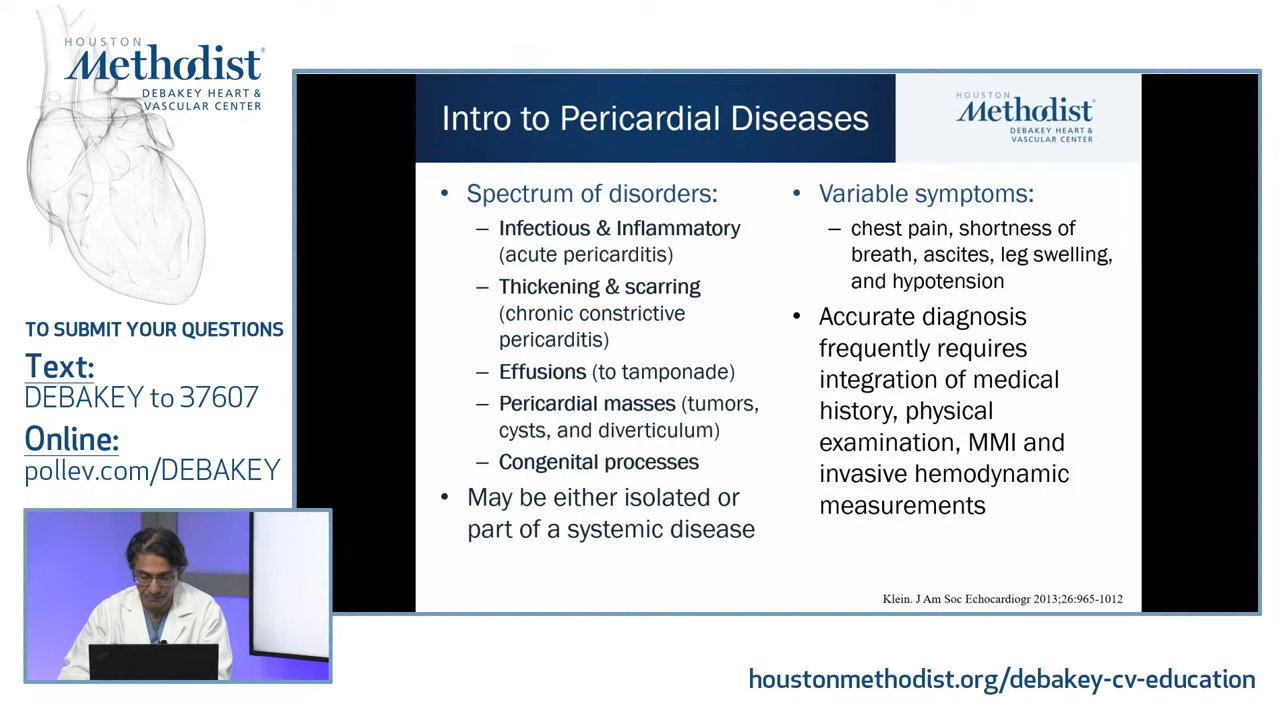 HOUSTON
Methodist®
DEBAKEY HEART &
VASCULAR CENTER
TO SUBMIT YOUR QUESTIONS
Text:
DEBAKEY to 37607
Online:
pollev.com/DEBAKEY
Intro to Pericardial Diseases
HOUSTON
Methodist®
DEBAKEY HEART &
VASCULAR CENTER
• Spectrum of disorders:
– Infectious & Inflammatory
(acute pericarditis)
– Thickening & scarring
(chronic constrictive
pericarditis)
– Effusions (to tamponade)
– Pericardial masses (tumors,
cysts, and diverticulum)
– Congenital processes
• May be either isolated or
part of a systemic disease
• Variable symptoms:
– chest pain, shortness of
breath, ascites, leg swelling,
and hypotension
• Accurate diagnosis
frequently requires
integration of medical
history, physical
examination, MMI and
invasive hemodynamic
measurements
Klein. J Am Soc Echocardiogr 2013;26:965-1012
houstonmethodist.org/debakey-cv-education